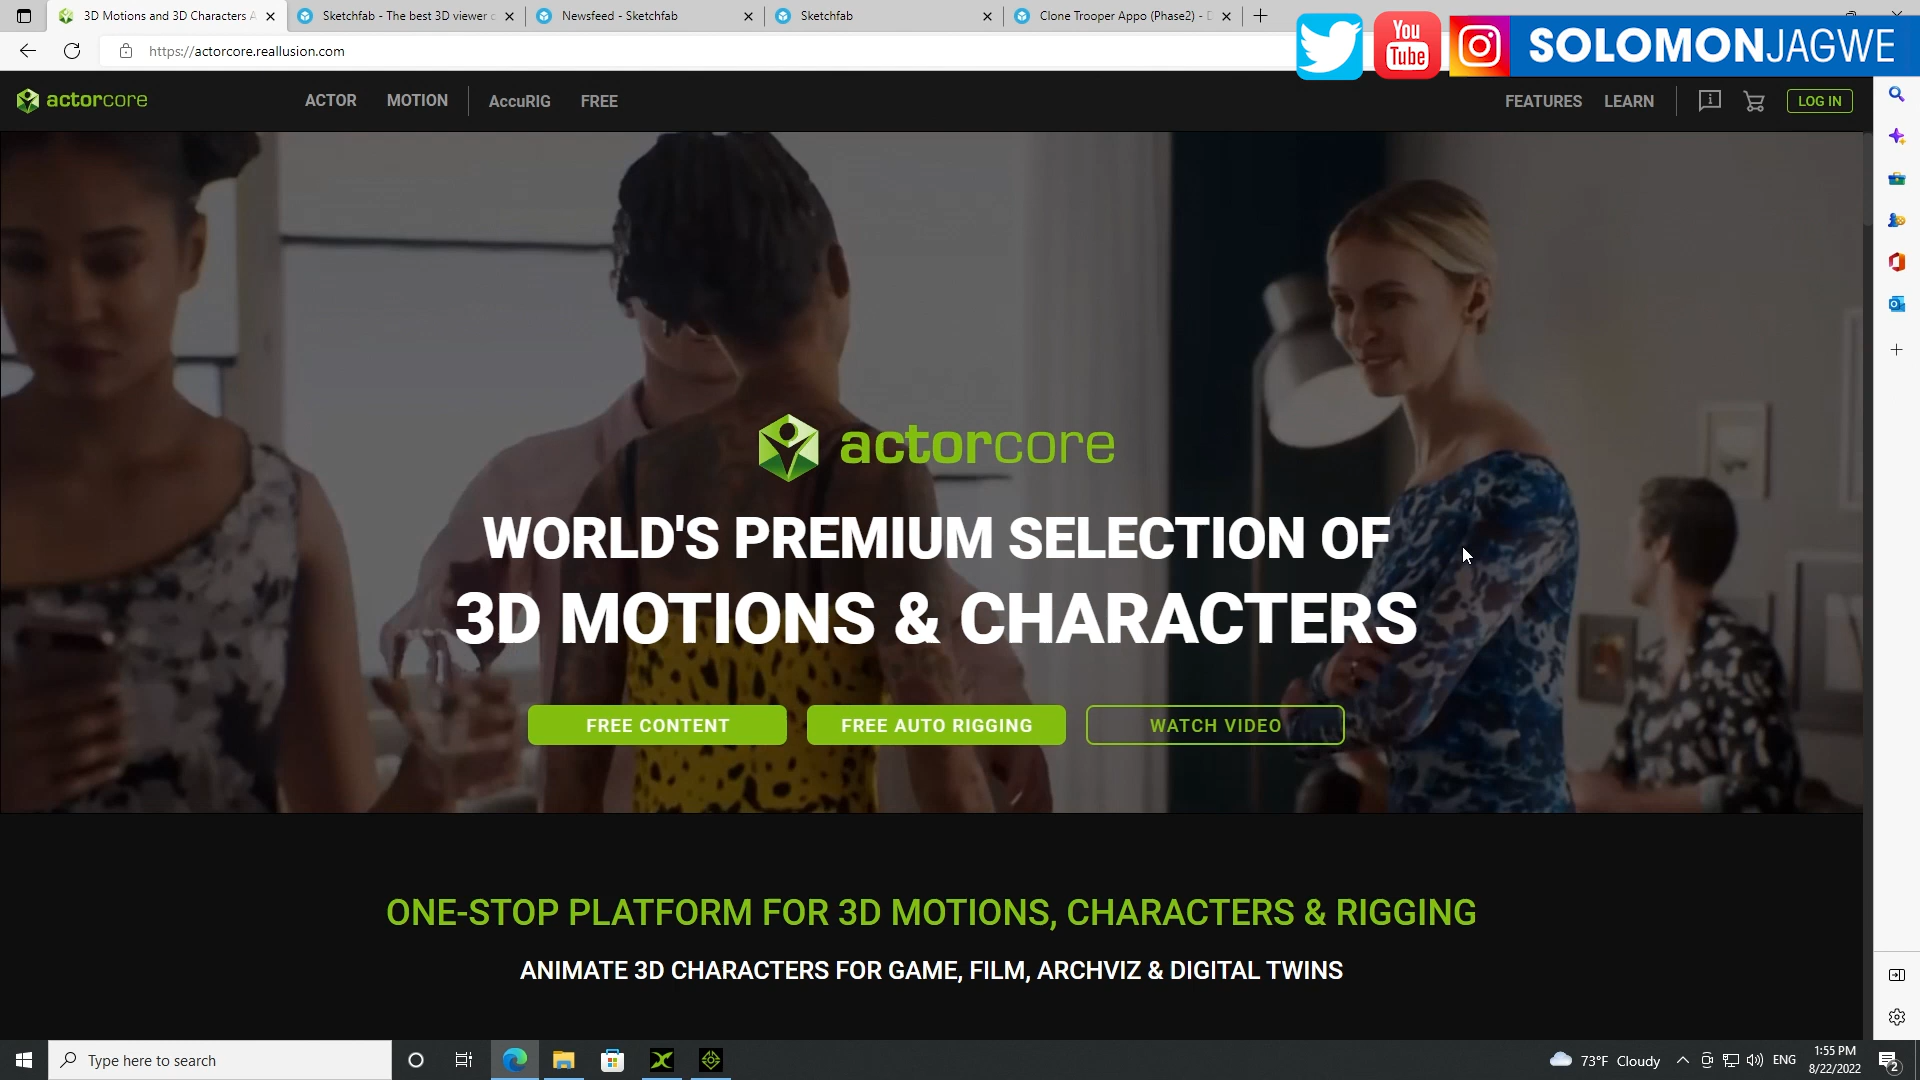 3D Motions and 3D Characters A
Sketchfab - The best 3D viewer o
Newsfeed - Sketchfab
Sketchfab
Clone Trooper Appo (Phase2) - D
https://actorcore.reallusion.com
You
Tube
SOLOMONJAGWE
actorcore
ACTOR
MOTION
AccuRIG
FREE
FEATURES
LEARN
LOG IN
actorcore
WORLD'S PREMIUM SELECTION OF
3D MOTIONS & CHARACTERS
FREE CONTENT
FREE AUTO RIGGING
WATCH VIDEO
ONE-STOP PLATFORM FOR 3D MOTIONS, CHARACTERS & RIGGING
ANIMATE 3D CHARACTERS FOR GAME, FILM, ARCHVIZ & DIGITAL TWINS
Type here to search
73°F Cloudy
ENG
1:55 PM
8/22/2022
2